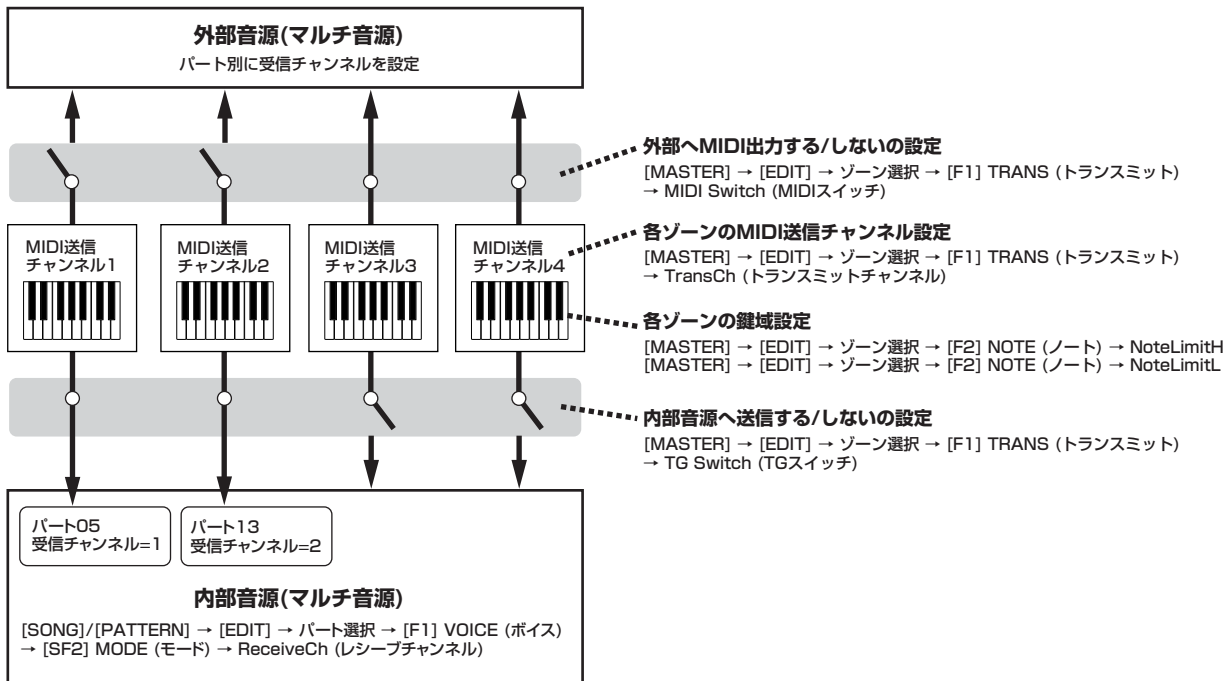 外部音源(マルチ音源)
パート別に受信チャンネルを設定
外部へMIDI出力する/しないの設定
[MASTER] → [EDIT] → ゾーン選択 → [F1] TRANS (トランスミット)
→ MIDI Switch (MIDIスイッチ)
MIDI送信
チャンネル1
MIDI送信
チャンネル2
MIDI送信
チャンネル3
MIDI送信
チャンネル4
各ゾーンのMIDI送信チャンネル設定
[MASTER] → [EDIT] → ゾーン選択 → [F1] TRANS (トランスミット)
→ TransCh (トランスミットチャンネル)
各ゾーンの鍵域設定
[MASTER] → [EDIT] → ゾーン選択 → [F2] NOTE (ノート) → NoteLimitH
[MASTER] → [EDIT] → ゾーン選択 → [F2] NOTE (ノート) → NoteLimitL
内部音源へ送信する/しないの設定
[MASTER] → [EDIT] → ゾーン選択 → [F1] TRANS (トランスミット)
→ TG Switch (TGスイッチ)
パート05
受信チャンネル=1
パート13
受信チャンネル=2
内部音源(マルチ音源)
[SONG]/[PATTERN] → [EDIT] → パート選択 → [F1] VOICE (ボイス)
→ [SF2] MODE (モード) → ReceiveCh (レシーブチャンネル)